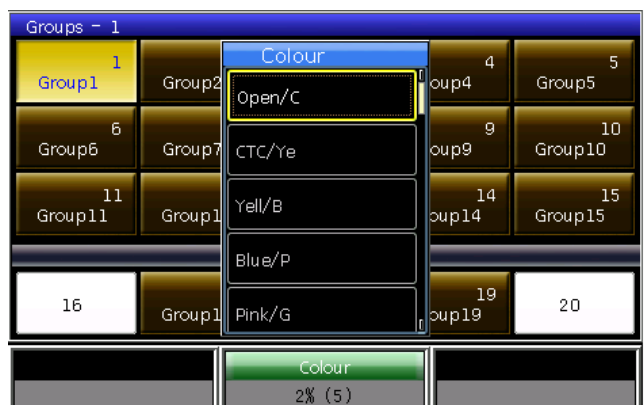 Groups - 1
1
Group1
Group2
Colour
4
oup4
5
Group5
Open/C
6
Group6
Group7
CTC/Ye
9
oup9
10
Group10
11
Group11
Group1
Yell/B
14
oup14
15
Group15
Blue/P
16
Group1
Pink/G
19
oup19
20
Colour
2% (5)